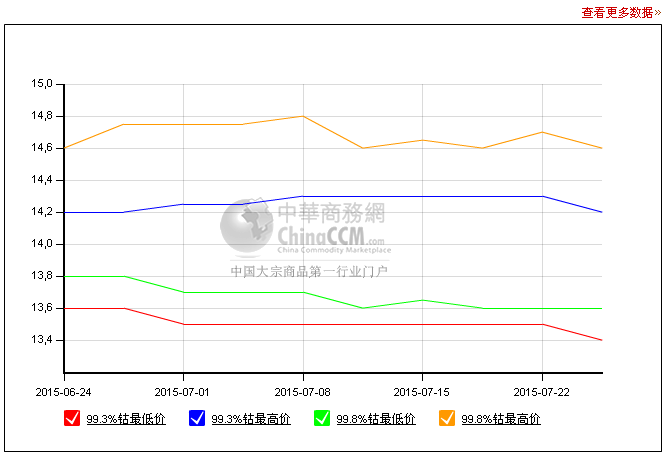 查看更多数据»
15,0
14,8
14,6
14,4
14,2
14,0
13,8
13,6
13,4
中華商務網
ChinaCCM.com
China Commodity Marketplace
中国大宗商品第一行业门户
2015-06-24 2015-07-01 2015-07-08 2015-07-15 2015-07-22
99.3%钴最低价 99.3%钴最高价 99.8%钴最低价 99.8%钴最高价